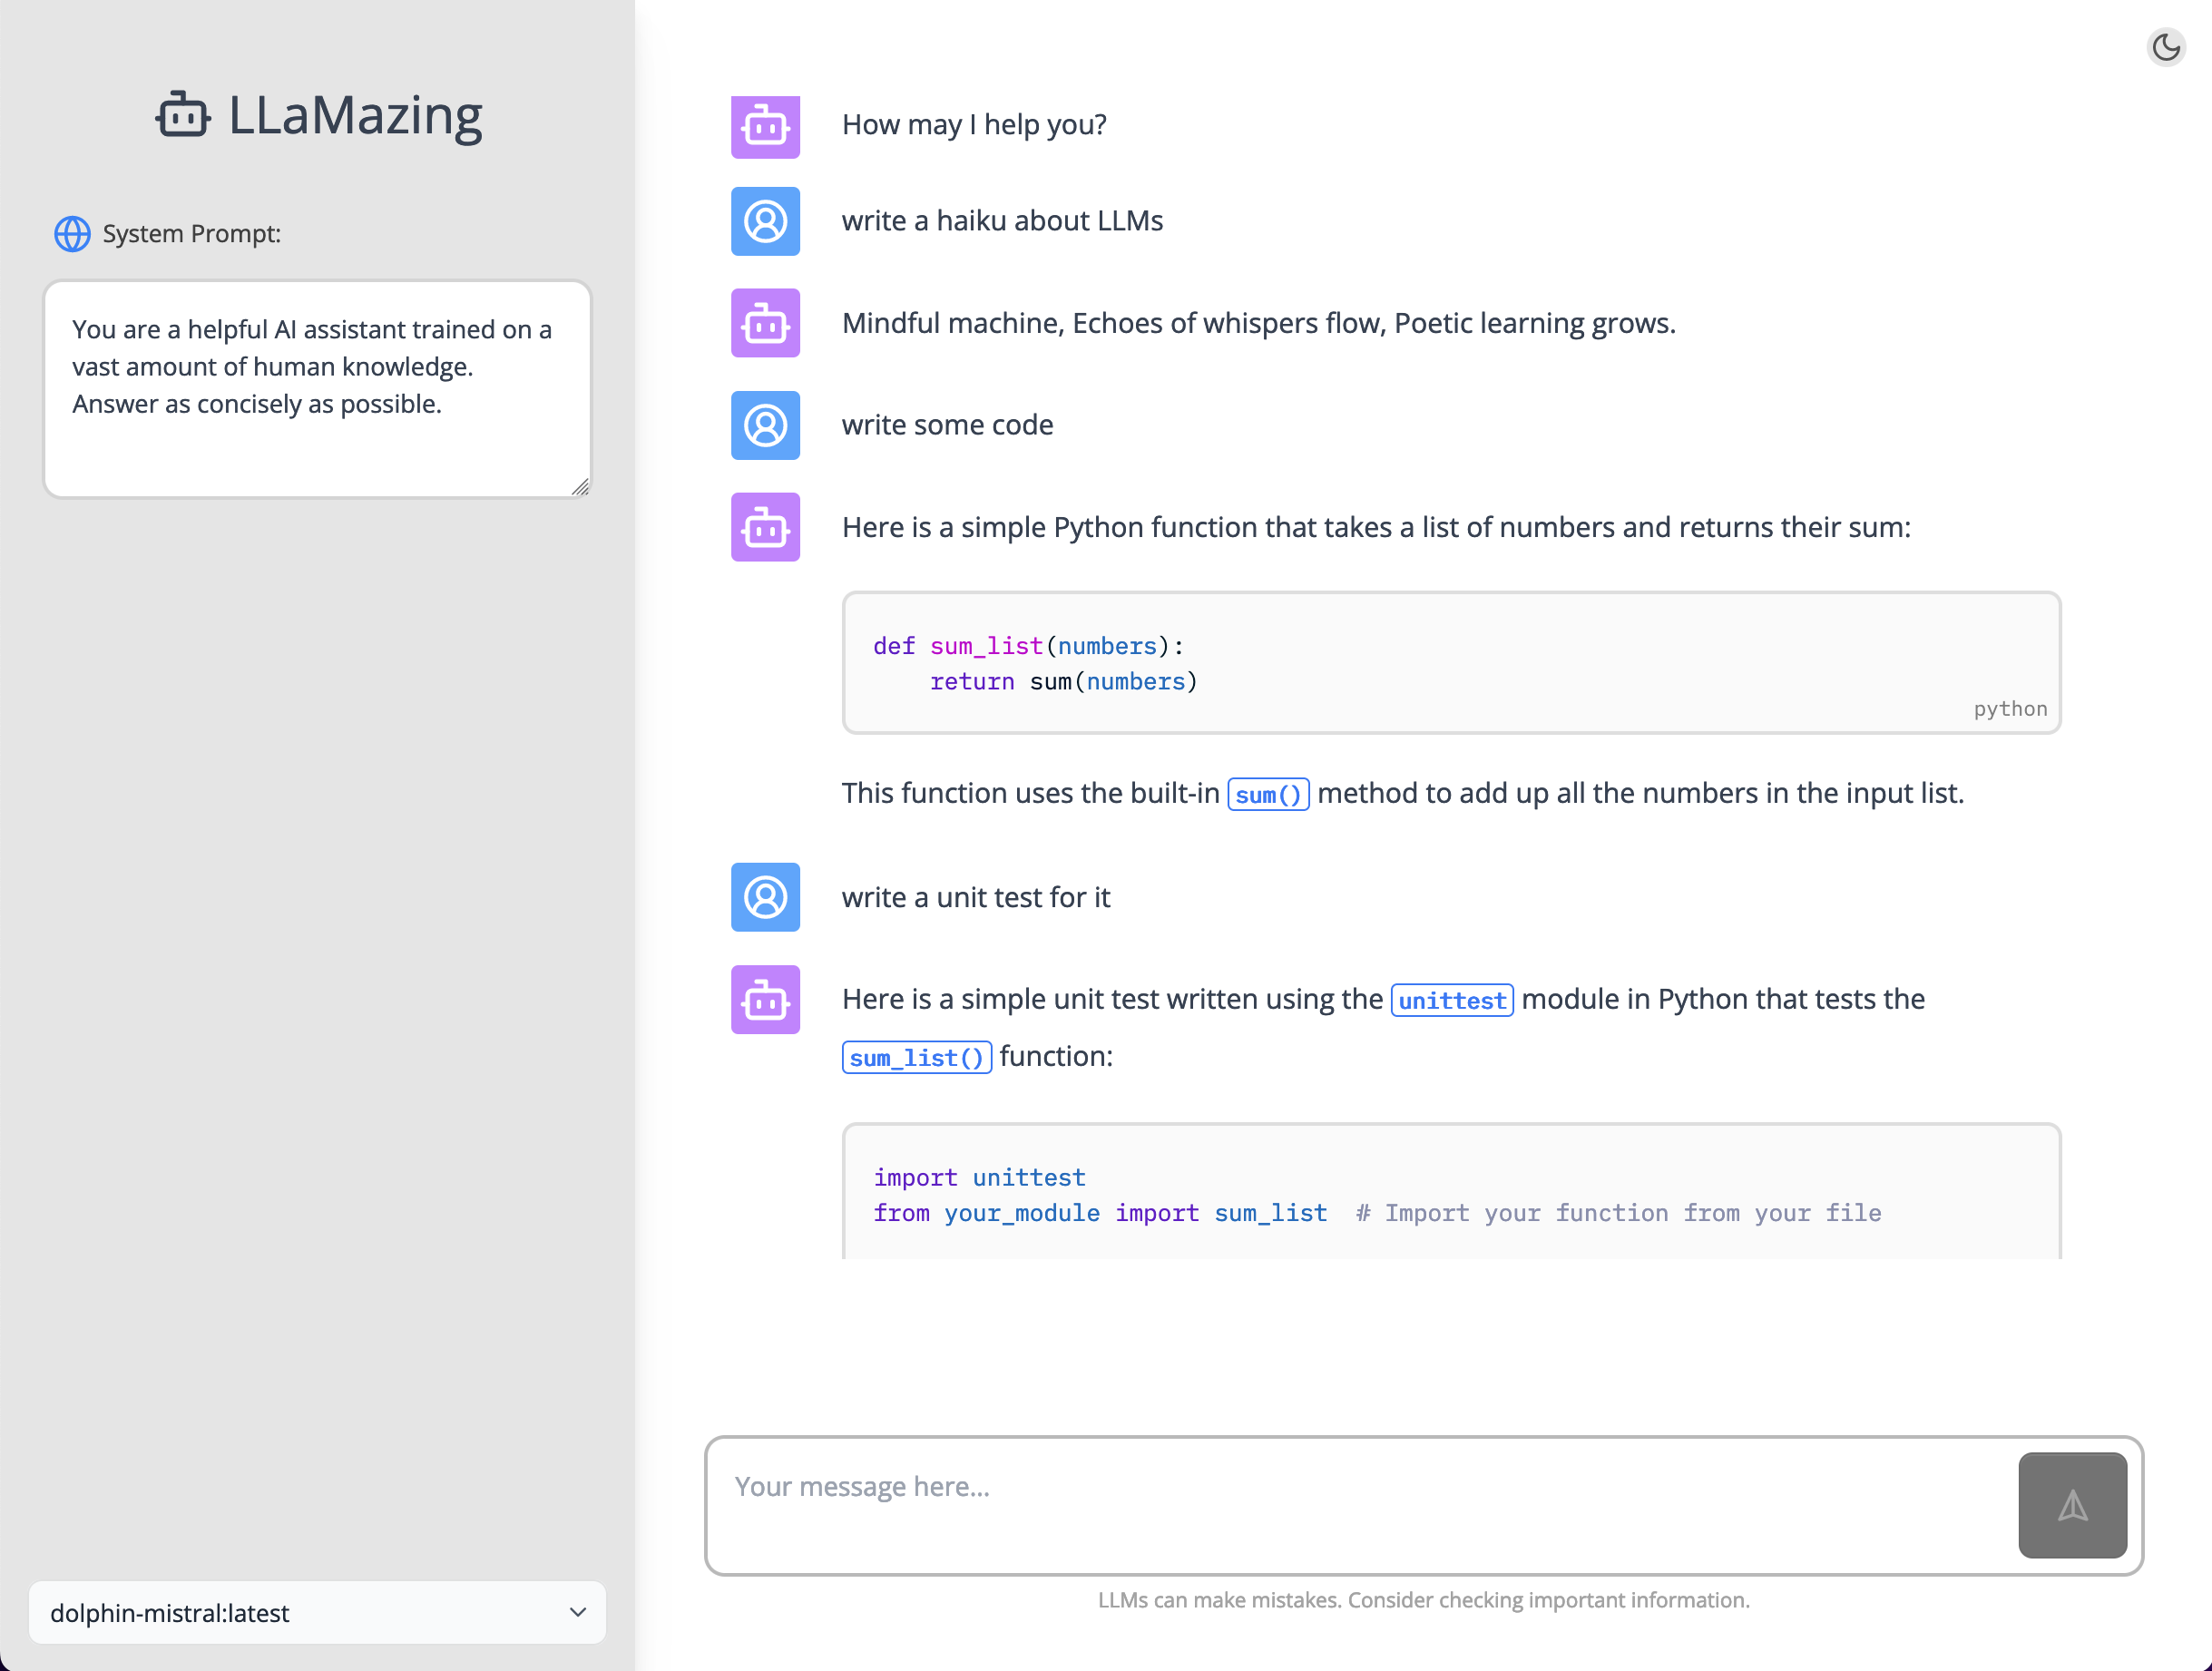 LLaMazing
System Prompt:
You are a helpful AI assistant trained on a
vast amount of human knowledge.
Answer as concisely as possible.
dolphin-mistral:latest
How may I help you?
write a haiku about LLMs
Mindful machine, Echoes of whispers flow, Poetic learning grows.
write some code
Here is a simple Python function that takes a list of numbers and returns their sum:
def sum_list(numbers):
    return sum(numbers)
python
This function uses the built-in sum() method to add up all the numbers in the input list.
write a unit test for it
Here is a simple unit test written using the unittest module in Python that tests the
sum_list() function:
import unittest
from your_module import sum_list  # Import your function from your file
Your message here...
LLMs can make mistakes. Consider checking important information.